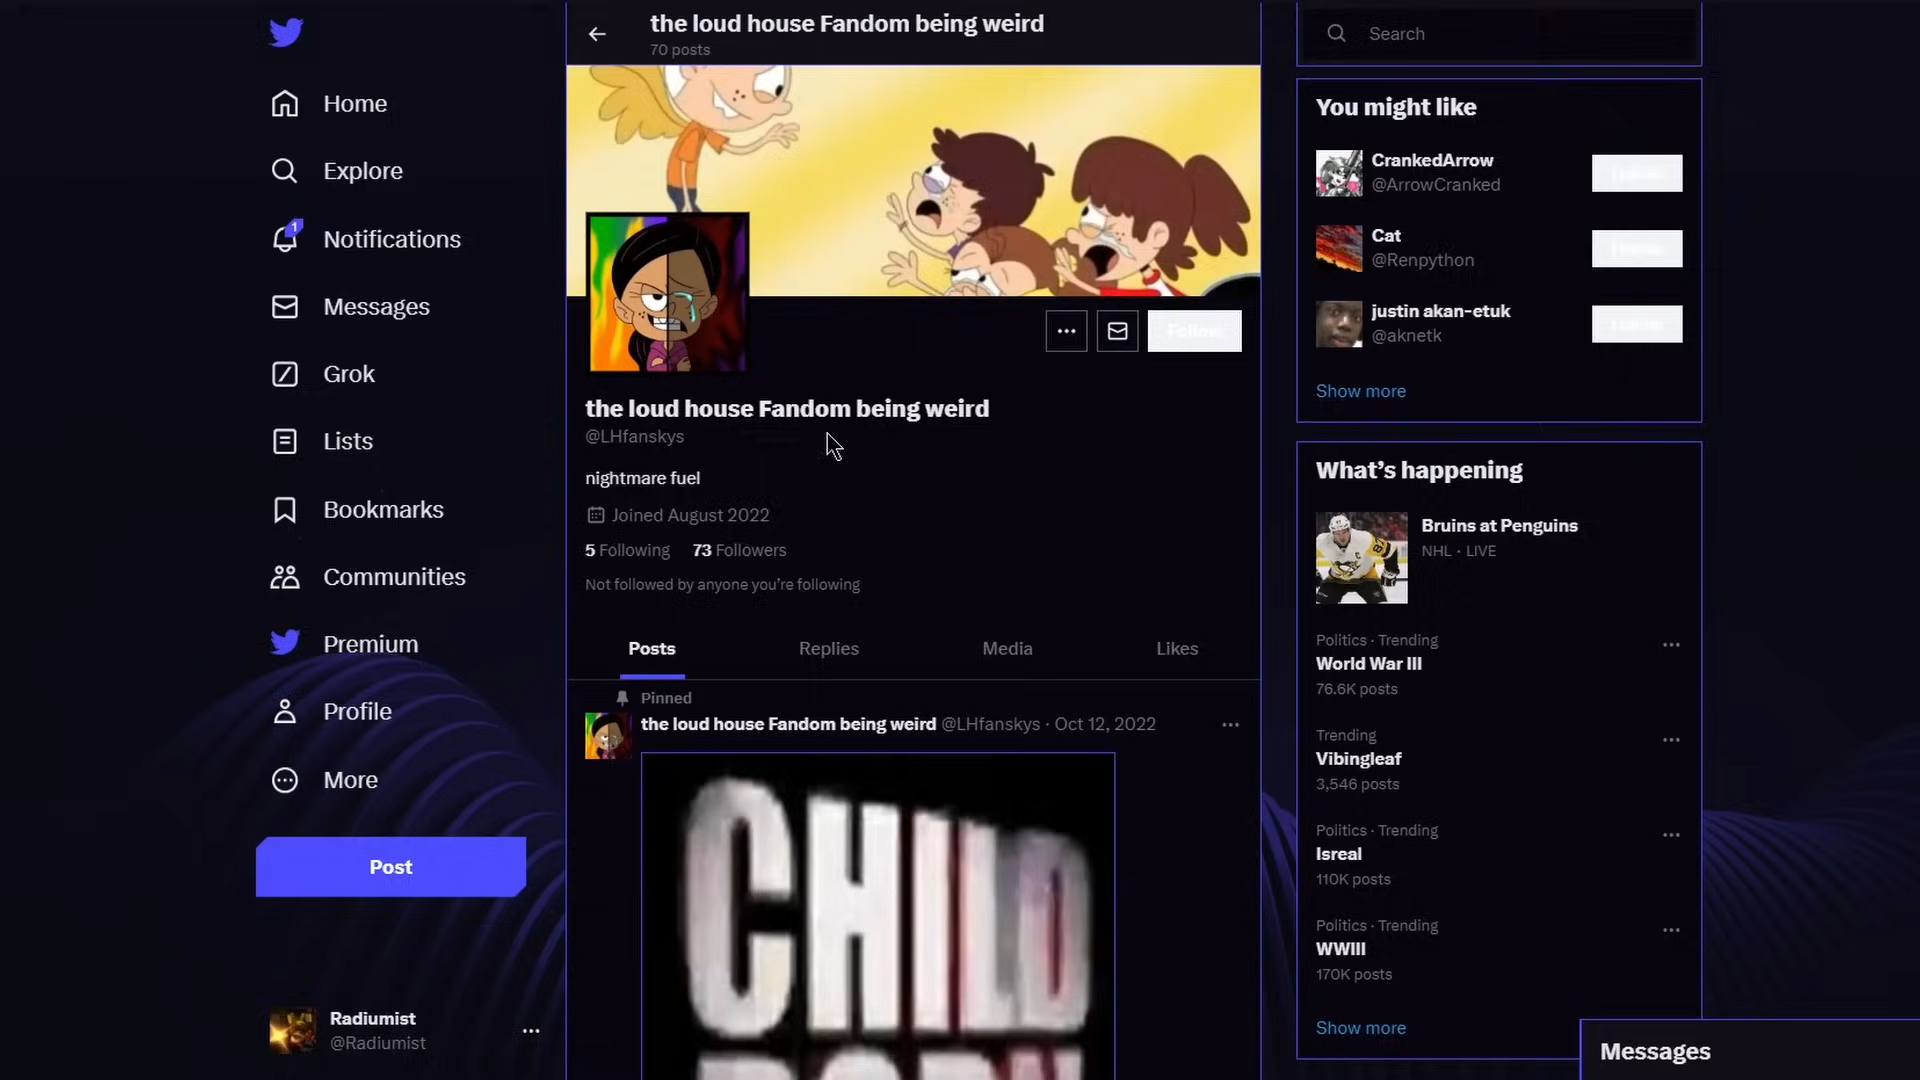 the loud house Fandom being weird
70 posts
Home
Explore
1
Notifications
Messages
Grok
Lists
Bookmarks
Communities
Premium
Profile
More
Post
Radiumist
@Radiumist
Follow
the loud house Fandom being weird
@LHfanskys
nightmare fuel
Joined August 2022
5 Following 73 Followers
Not followed by anyone you’re following
Posts Replies Media Likes
Pinned
the loud house Fandom being weird @LHfanskys · Oct 12, 2022
CHILD
Search
You might like
CrankedArrow
@ArrowCranked
Cat
@Renpython
justin akan-etuk
@aknetk
Show more
What’s happening
Bruins at Penguins
NHL · LIVE
Politics · Trending
World War III
76.6K posts
Trending
Vibingleaf
3,546 posts
Politics · Trending
Isreal
110K posts
Politics · Trending
WWIII
170K posts
Show more
Messages